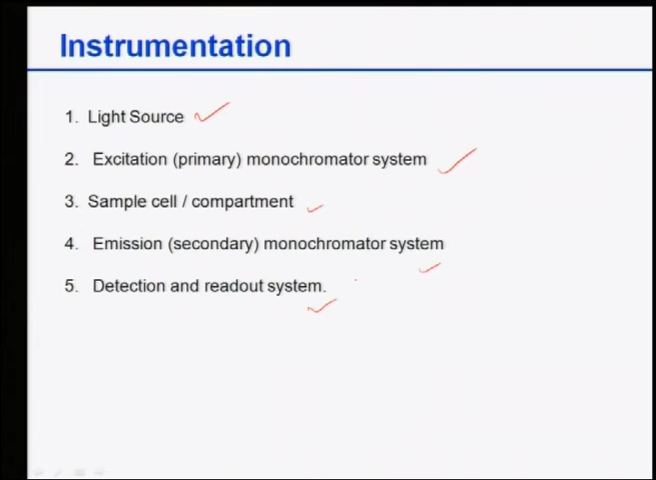 Instrumentation
1. Light Source
2. Excitation (primary) monochromator system
3. Sample cell / compartment
4. Emission (secondary) monochromator system
5. Detection and readout system.